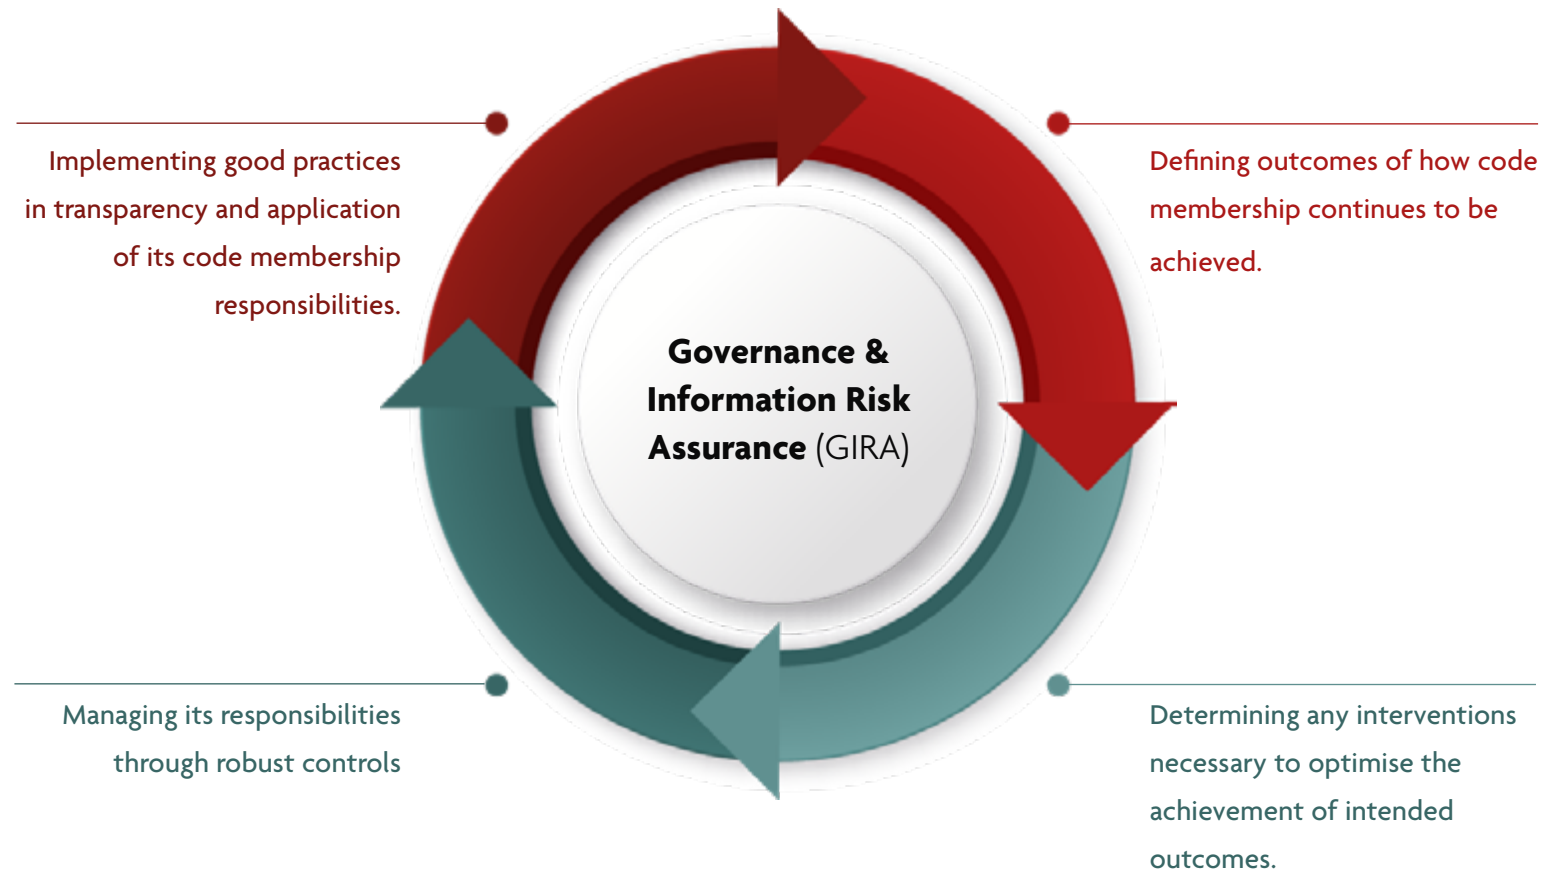 Implementing good practices
in transparency and application
of its code membership
responsibilities.
Defining outcomes of how code
membership continues to be
achieved.
Governance &
Information Risk
Assurance (GIRA)
Managing its responsibilities
through robust controls
Determining any interventions
necessary to optimise the
achievement of intended
outcomes.